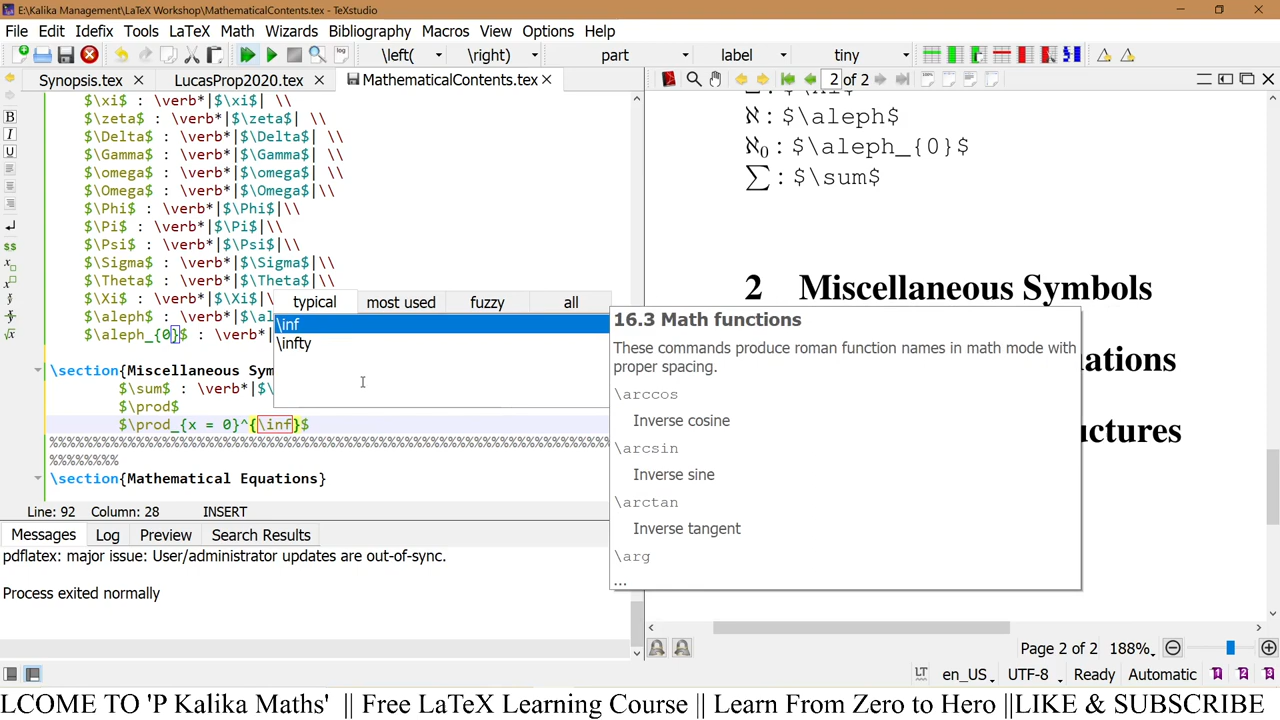 E:\Kalika Management\LaTeX Workshop\MathematicalContents.tex - TeXstudio
File Edit Idefix Tools LaTeX Math Wizards Bibliography Macros View Options Help
\left( \right) part label tiny
Synopsis.tex LucasProp2020.tex MathematicalContents.tex
2 of 2
$\xi$ : \verb*|$\xi$| \\
$\zeta$ : \verb*|$\zeta$| \\
$\Delta$ : \verb*|$\Delta$| \\
$\Gamma$ : \verb*|$\Gamma$| \\
$\omega$ : \verb*|$\omega$| \\
$\Omega$ : \verb*|$\Omega$|\\
$\Phi$ : \verb*|$\Phi$|\\
$\Pi$ : \verb*|$\Pi$|\\
$\Psi$ : \verb*|$\Psi$|\\
$\Sigma$ : \verb*|$\Sigma$|\\
$\Theta$ : \verb*|$\Theta$|\\
$\Xi$ : \verb*|$\Xi$|\\
$\aleph$ : \verb*|$\al
$\aleph_{0}$ : \verb*|
\section{Miscellaneous Sym
$\sum$ : \verb*|$\
$\prod$
$\prod_{x = 0}^{\inf}$
%%%%%%%%%%%%%%%%%%%%%%%%%%%%%%%%%%%%%%%%%%%%%%%%%%%%%%%%%%%%%%
%%%%%%%%
\section{Mathematical Equations}
typical most used fuzzy all
\inf
\infty
16.3 Math functions
These commands produce roman function names in math mode with
proper spacing.
\arccos
Inverse cosine
\arcsin
Inverse sine
\arctan
Inverse tangent
\arg
...
ℵ : $\aleph$
ℵ₀ : $\aleph_{0}$
∑ : $\sum$
2 Miscellaneous Symbols
ations
uctures
Line: 92 Column: 28 INSERT
Messages Log Preview Search Results
pdflatex: major issue: User/administrator updates are out-of-sync.
Process exited normally
Page 2 of 2 188%
en_US UTF-8 Ready Automatic
LCOME TO 'P Kalika Maths' || Free LaTeX Learning Course || Learn From Zero to Hero ||LIKE & SUBSCRIBE